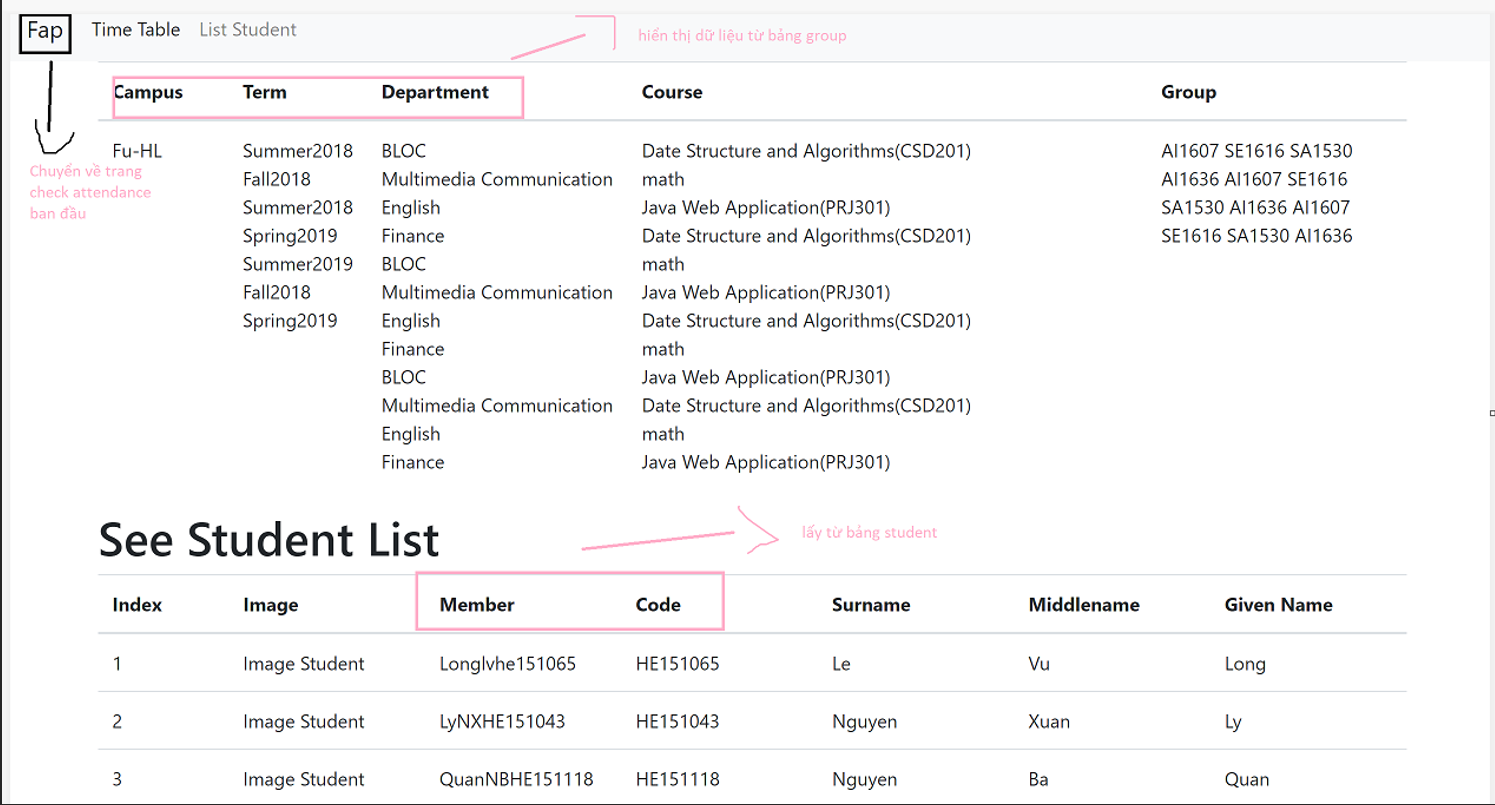 Fap Time Table List Student
hiển thị dữ liệu từ bảng group
Campus Term Department Course Group
Fu-HL Summer2018 BLOC Date Structure and Algorithms(CSD201) AI1607 SE1616 SA1530
Chuyển về trang
check attendance
ban đầu
Fall2018 Multimedia Communication math AI1636 AI1607 SE1616
Summer2018 English Java Web Application(PRJ301) SA1530 AI1636 AI1607
Spring2019 Finance Date Structure and Algorithms(CSD201) SE1616 SA1530 AI1636
Summer2019 BLOC math
Fall2018 Multimedia Communication Java Web Application(PRJ301)
Spring2019 English Date Structure and Algorithms(CSD201)
Finance math
BLOC Java Web Application(PRJ301)
Multimedia Communication Date Structure and Algorithms(CSD201)
English math
Finance Java Web Application(PRJ301)
See Student List
lấy từ bảng student
Index Image Member Code Surname Middlename Given Name
1 Image Student Longlvhe151065 HE151065 Le Vu Long
2 Image Student LyNXHE151043 HE151043 Nguyen Xuan Ly
3 Image Student QuanNBHE151118 HE151118 Nguyen Ba Quan